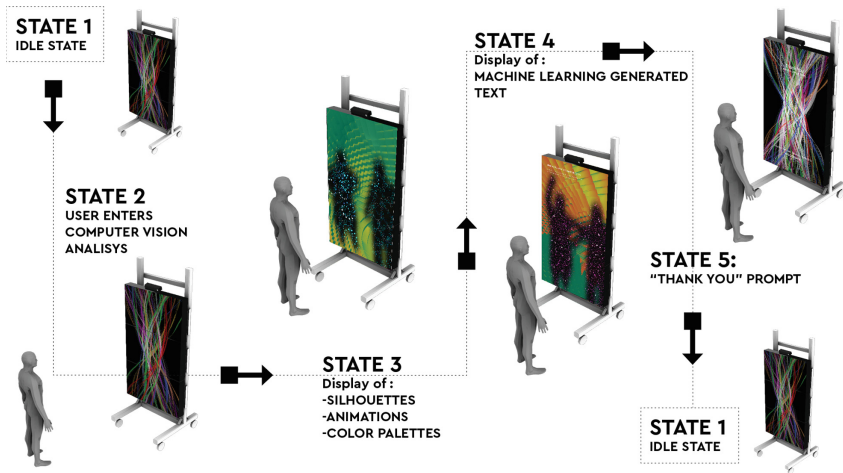 STATE 1
IDLE STATE
STATE 2
USER ENTERS
COMPUTER VISION
ANALISYS
STATE 3
Display of :
-SILHOUETTES
-ANIMATIONS
-COLOR PALETTES
STATE 4
Display of :
MACHINE LEARNING GENERATED
TEXT
STATE 5:
“THANK YOU” PROMPT
STATE 1
IDLE STATE